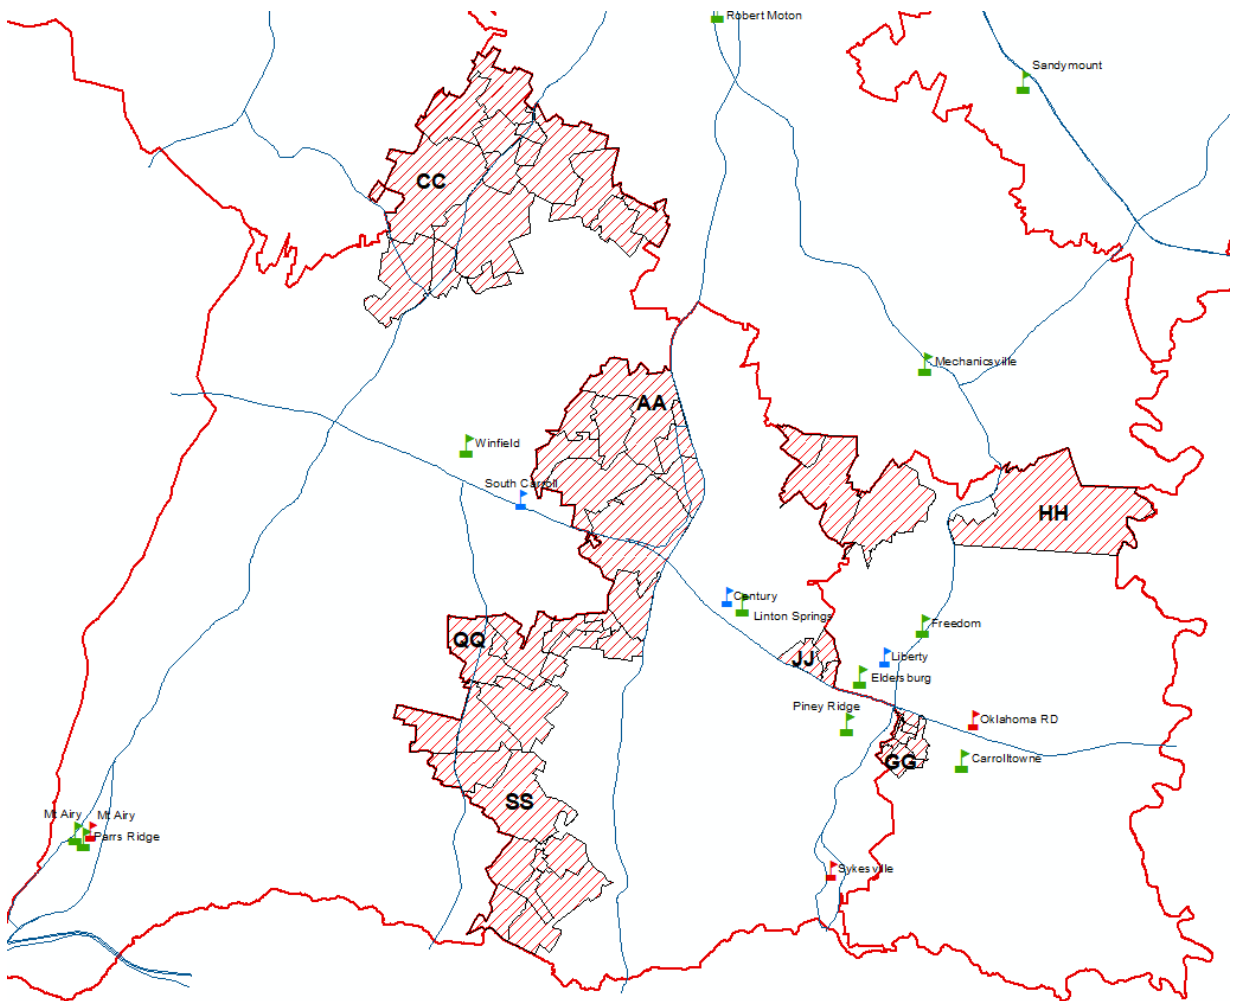 Robert Moton
Sandymount
CC
Mechanicsville
AA
Winfield
South Carroll
HH
Century
Linton Springs
Freedom
QQ
JJ
Liberty
Eldersburg
Piney Ridge
Oklahoma RD
GG
Carrolltowne
SS
Mt Airy
Mt Airy
Parrs Ridge
Sykesville